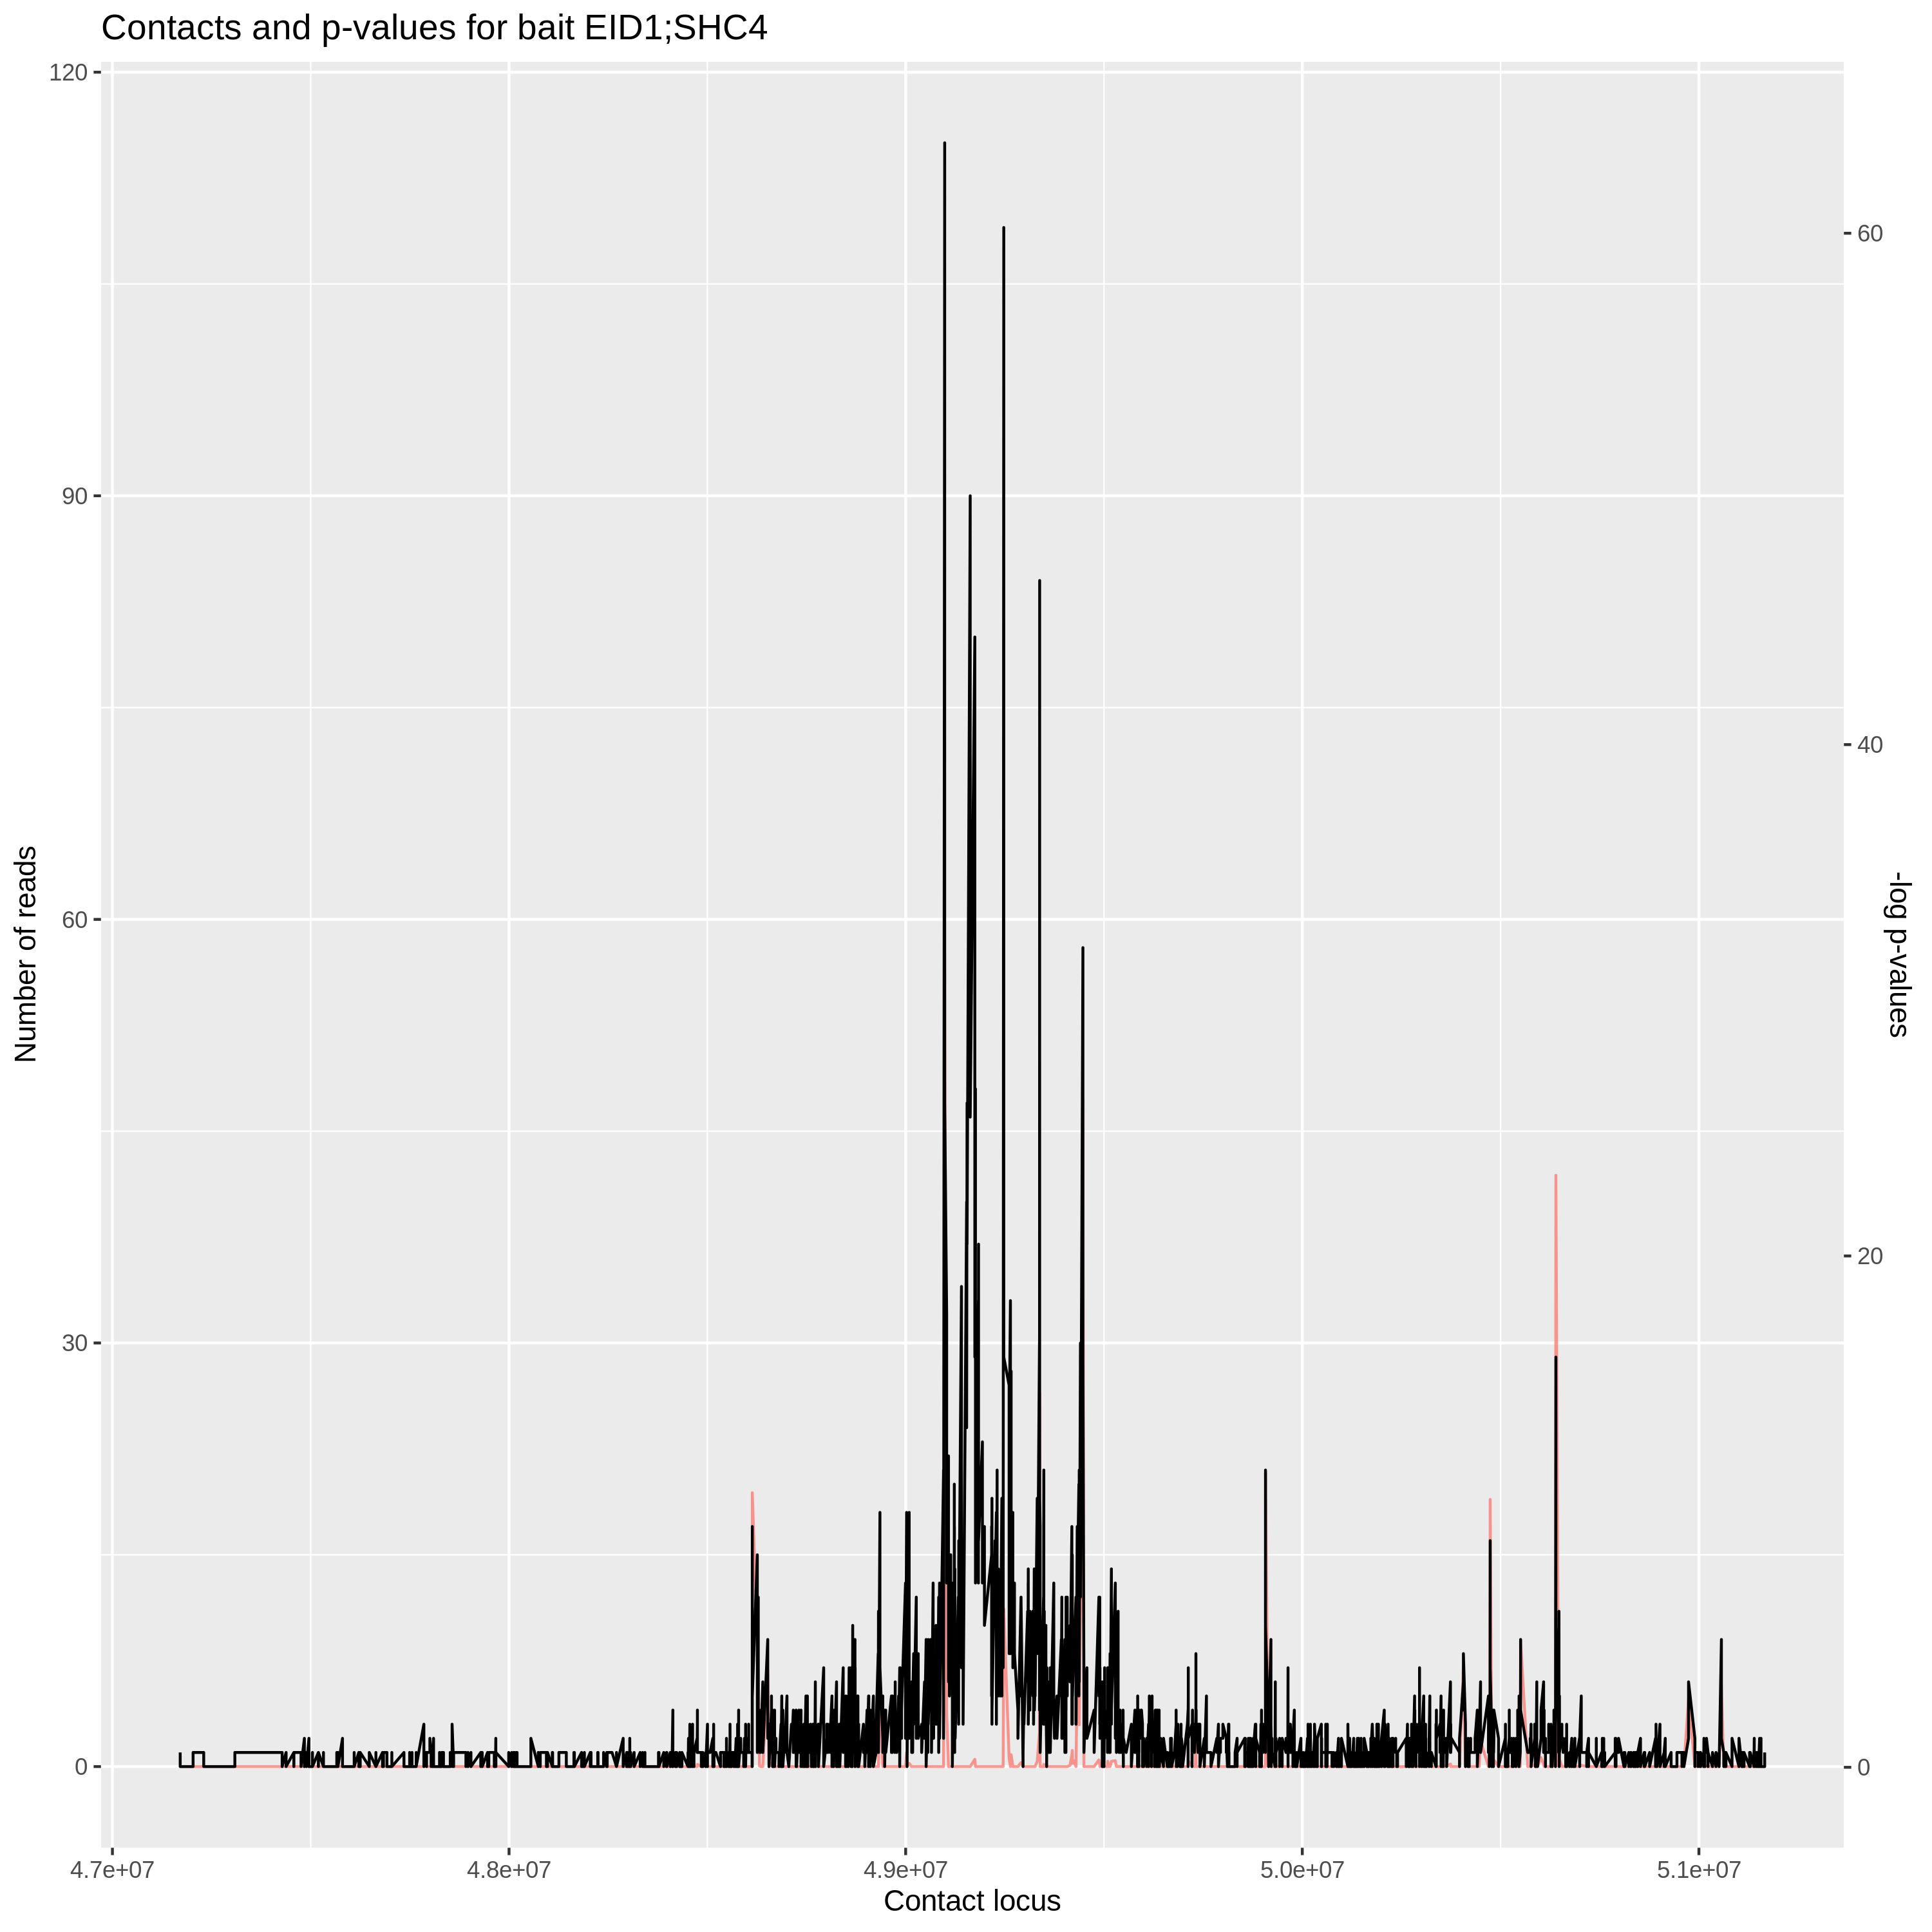 Contacts and p-values for bait EID1;SHC4
120
90
60
30
0
Number of reads
60
40
20
0
-log p-values
4.7e+07 4.8e+07 4.9e+07 5.0e+07 5.1e+07
Contact locus